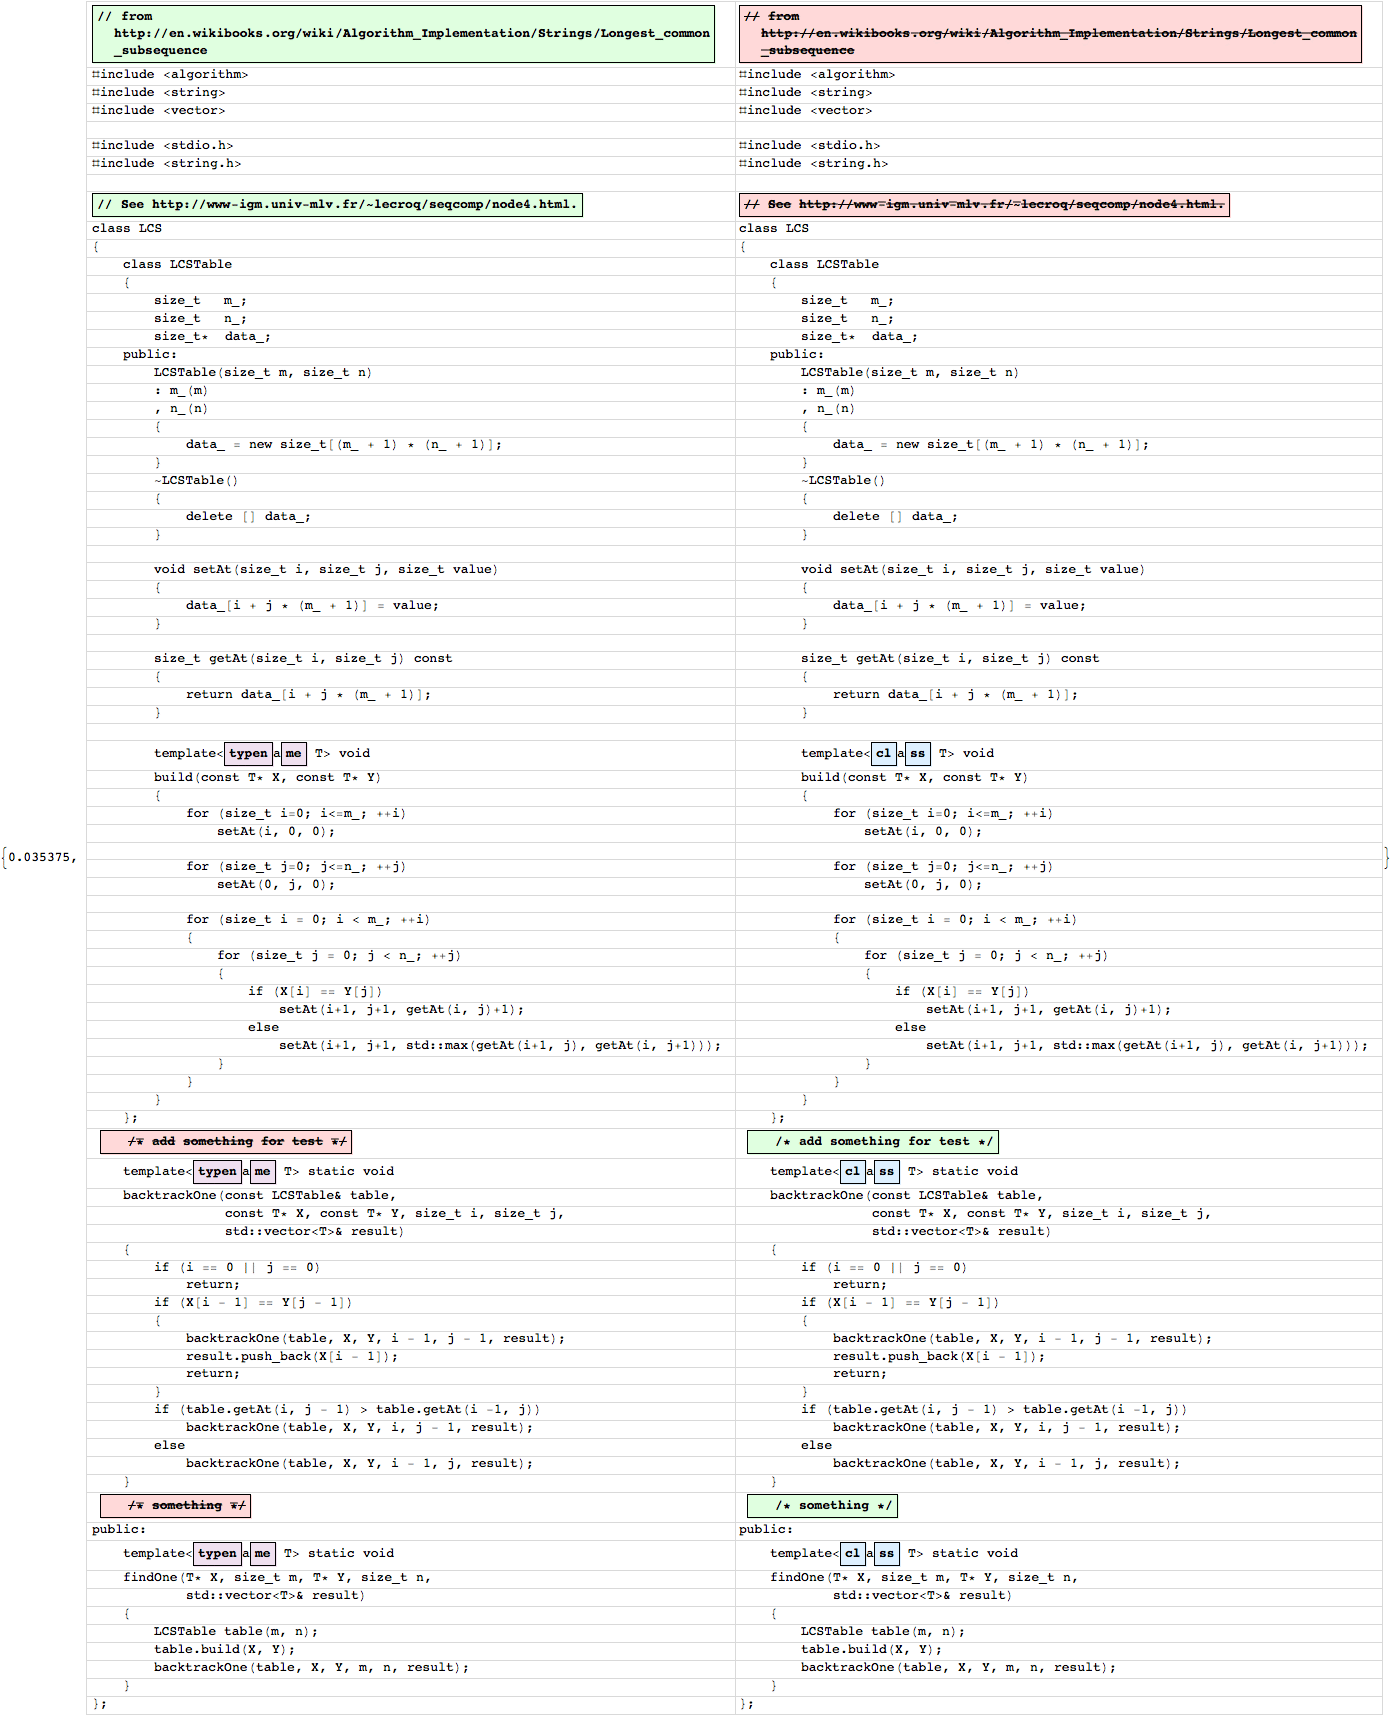 {0.035375,
// from
http://en.wikibooks.org/wiki/Algorithm_Implementation/Strings/Longest_common
_subsequence
#include <algorithm>
#include <string>
#include <vector>
#include <stdio.h>
#include <string.h>
// See http://www-igm.univ-mlv.fr/~lecroq/seqcomp/node4.html.
class LCS
{
class LCSTable
{
size_t   m_;
size_t   n_;
size_t*  data_;
public:
LCSTable(size_t m, size_t n)
: m_(m)
, n_(n)
{
data_ = new size_t[(m_ + 1) * (n_ + 1)];
}
~LCSTable()
{
delete [] data_;
}
void setAt(size_t i, size_t j, size_t value)
{
data_[i + j * (m_ + 1)] = value;
}
size_t getAt(size_t i, size_t j) const
{
return data_[i + j * (m_ + 1)];
}
template<typename T> void
build(const T* X, const T* Y)
{
for (size_t i=0; i<=m_; ++i)
setAt(i, 0, 0);
for (size_t j=0; j<=n_; ++j)
setAt(0, j, 0);
for (size_t i = 0; i < m_; ++i)
{
for (size_t j = 0; j < n_; ++j)
{
if (X[i] == Y[j])
setAt(i+1, j+1, getAt(i, j)+1);
else
setAt(i+1, j+1, std::max(getAt(i+1, j), getAt(i, j+1)));
}
}
}
};
/* add something for test */
template<typename T> static void
backtrackOne(const LCSTable& table,
const T* X, const T* Y, size_t i, size_t j,
std::vector<T>& result)
{
if (i == 0 || j == 0)
return;
if (X[i - 1] == Y[j - 1])
{
backtrackOne(table, X, Y, i - 1, j - 1, result);
result.push_back(X[i - 1]);
return;
}
if (table.getAt(i, j - 1) > table.getAt(i -1, j))
backtrackOne(table, X, Y, i, j - 1, result);
else
backtrackOne(table, X, Y, i - 1, j, result);
}
/* something */
public:
template<typename T> static void
findOne(T* X, size_t m, T* Y, size_t n,
std::vector<T>& result)
{
LCSTable table(m, n);
table.build(X, Y);
backtrackOne(table, X, Y, m, n, result);
}
};
// from
http://en.wikibooks.org/wiki/Algorithm_Implementation/Strings/Longest_common
_subsequence
#include <algorithm>
#include <string>
#include <vector>
#include <stdio.h>
#include <string.h>
// See http://www-igm.univ-mlv.fr/~lecroq/seqcomp/node4.html.
class LCS
{
class LCSTable
{
size_t   m_;
size_t   n_;
size_t*  data_;
public:
LCSTable(size_t m, size_t n)
: m_(m)
, n_(n)
{
data_ = new size_t[(m_ + 1) * (n_ + 1)];
}
~LCSTable()
{
delete [] data_;
}
void setAt(size_t i, size_t j, size_t value)
{
data_[i + j * (m_ + 1)] = value;
}
size_t getAt(size_t i, size_t j) const
{
return data_[i + j * (m_ + 1)];
}
template<class T> void
build(const T* X, const T* Y)
{
for (size_t i=0; i<=m_; ++i)
setAt(i, 0, 0);
for (size_t j=0; j<=n_; ++j)
setAt(0, j, 0);
for (size_t i = 0; i < m_; ++i)
{
for (size_t j = 0; j < n_; ++j)
{
if (X[i] == Y[j])
setAt(i+1, j+1, getAt(i, j)+1);
else
setAt(i+1, j+1, std::max(getAt(i+1, j), getAt(i, j+1)));
}
}
}
};
/* add something for test */
template<class T> static void
backtrackOne(const LCSTable& table,
const T* X, const T* Y, size_t i, size_t j,
std::vector<T>& result)
{
if (i == 0 || j == 0)
return;
if (X[i - 1] == Y[j - 1])
{
backtrackOne(table, X, Y, i - 1, j - 1, result);
result.push_back(X[i - 1]);
return;
}
if (table.getAt(i, j - 1) > table.getAt(i -1, j))
backtrackOne(table, X, Y, i, j - 1, result);
else
backtrackOne(table, X, Y, i - 1, j, result);
}
/* something */
public:
template<class T> static void
findOne(T* X, size_t m, T* Y, size_t n,
std::vector<T>& result)
{
LCSTable table(m, n);
table.build(X, Y);
backtrackOne(table, X, Y, m, n, result);
}
};
}